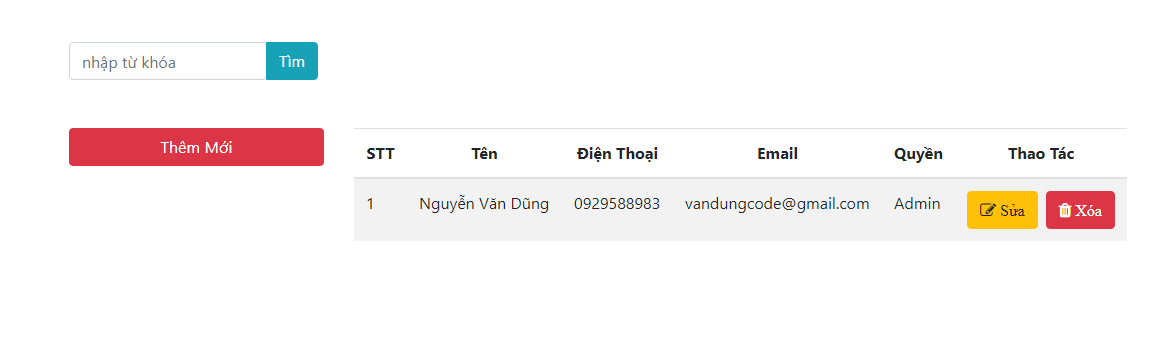 nhập từ khóa Tìm
Thêm Mới
STT Tên Điện Thoại Email Quyền Thao Tác
1 Nguyễn Văn Dũng 0929588983 vandungcode@gmail.com Admin Sửa Xóa